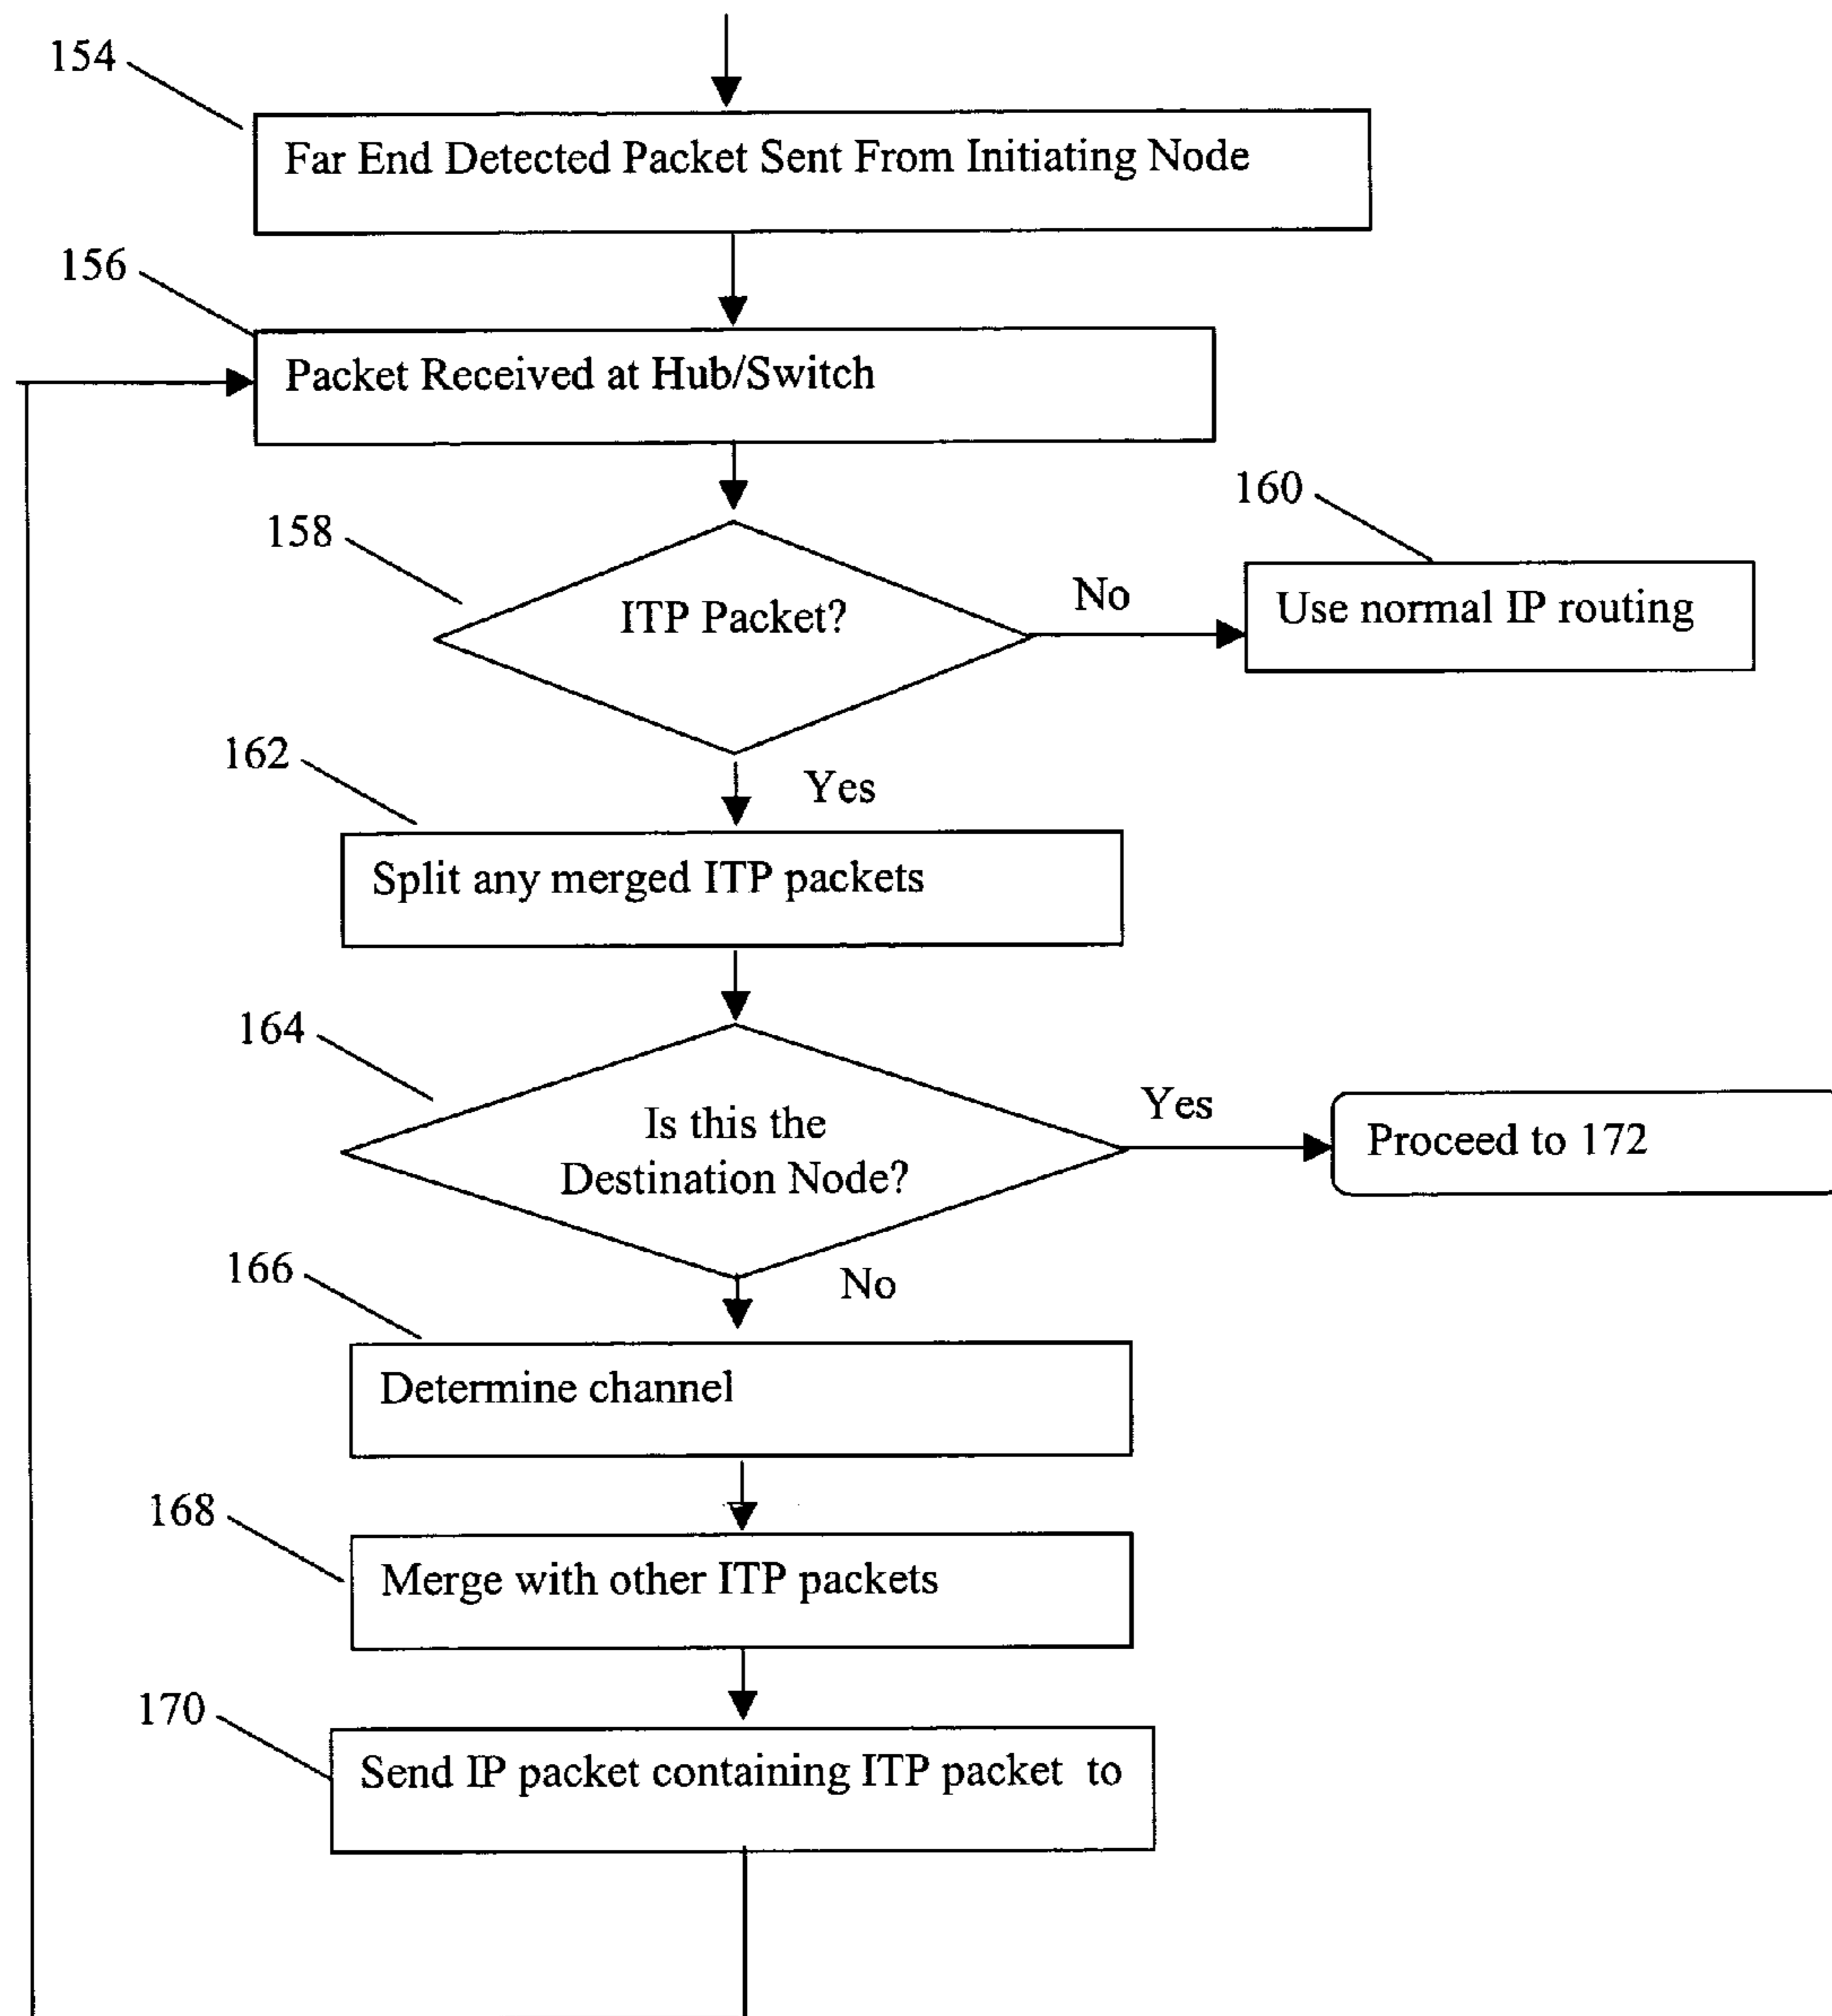 154
Far End Detected Packet Sent From Initiating Node
156
Packet Received at Hub/Switch
160
158
ITP Packet?
No
Use normal IP routing
162
Yes
Split any merged ITP packets
164
Is this the
Destination Node?
Yes
Proceed to 172
166
No
Determine channel
168
Merge with other ITP packets
170
Send IP packet containing ITP packet to